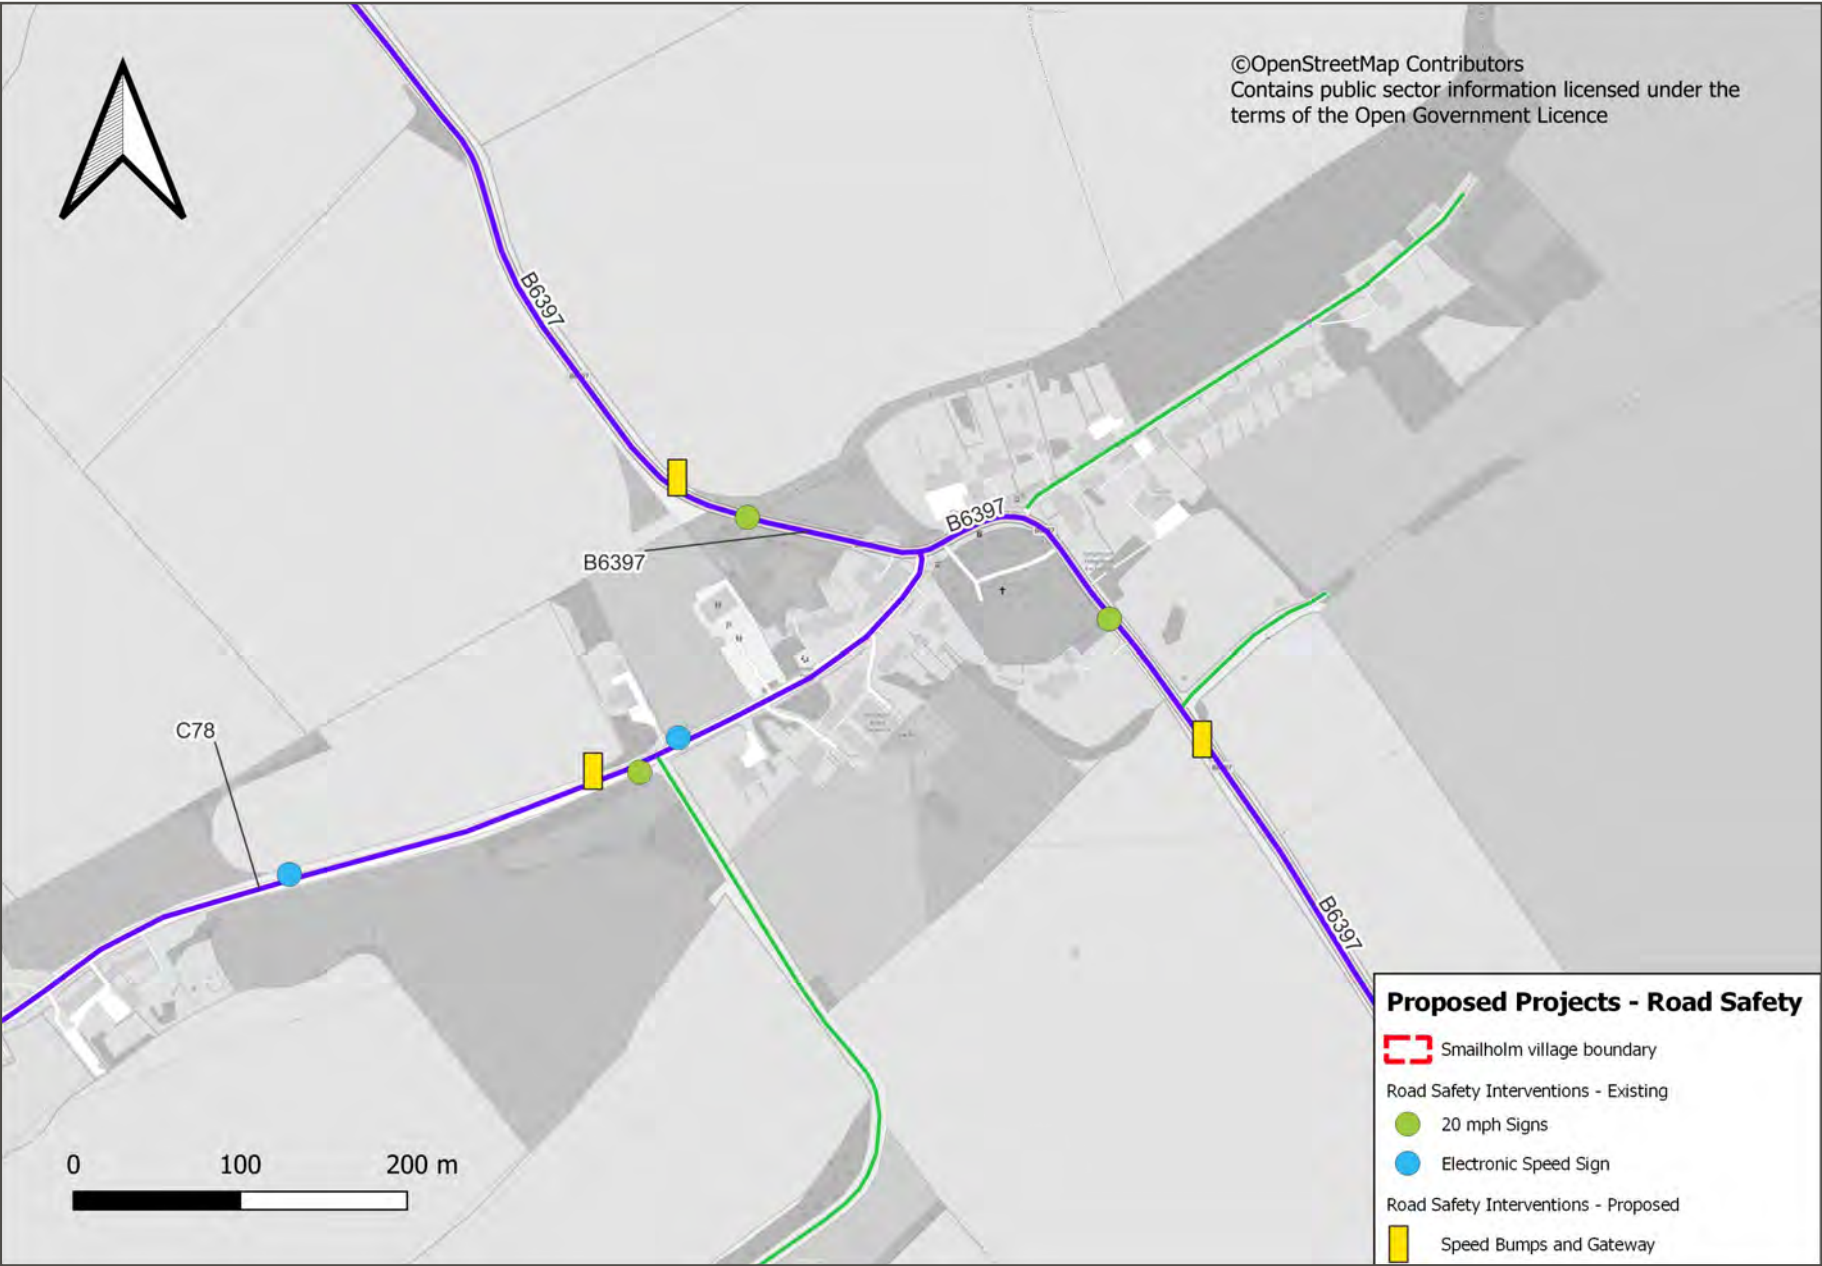 ©OpenStreetMap Contributors
Contains public sector information licensed under the
terms of the Open Government Licence
B6397
B6397
B6397
C78
B6397
0 100 200 m
Proposed Projects - Road Safety
Smailholm village boundary
Road Safety Interventions - Existing
20 mph Signs
Electronic Speed Sign
Road Safety Interventions - Proposed
Speed Bumps and Gateway